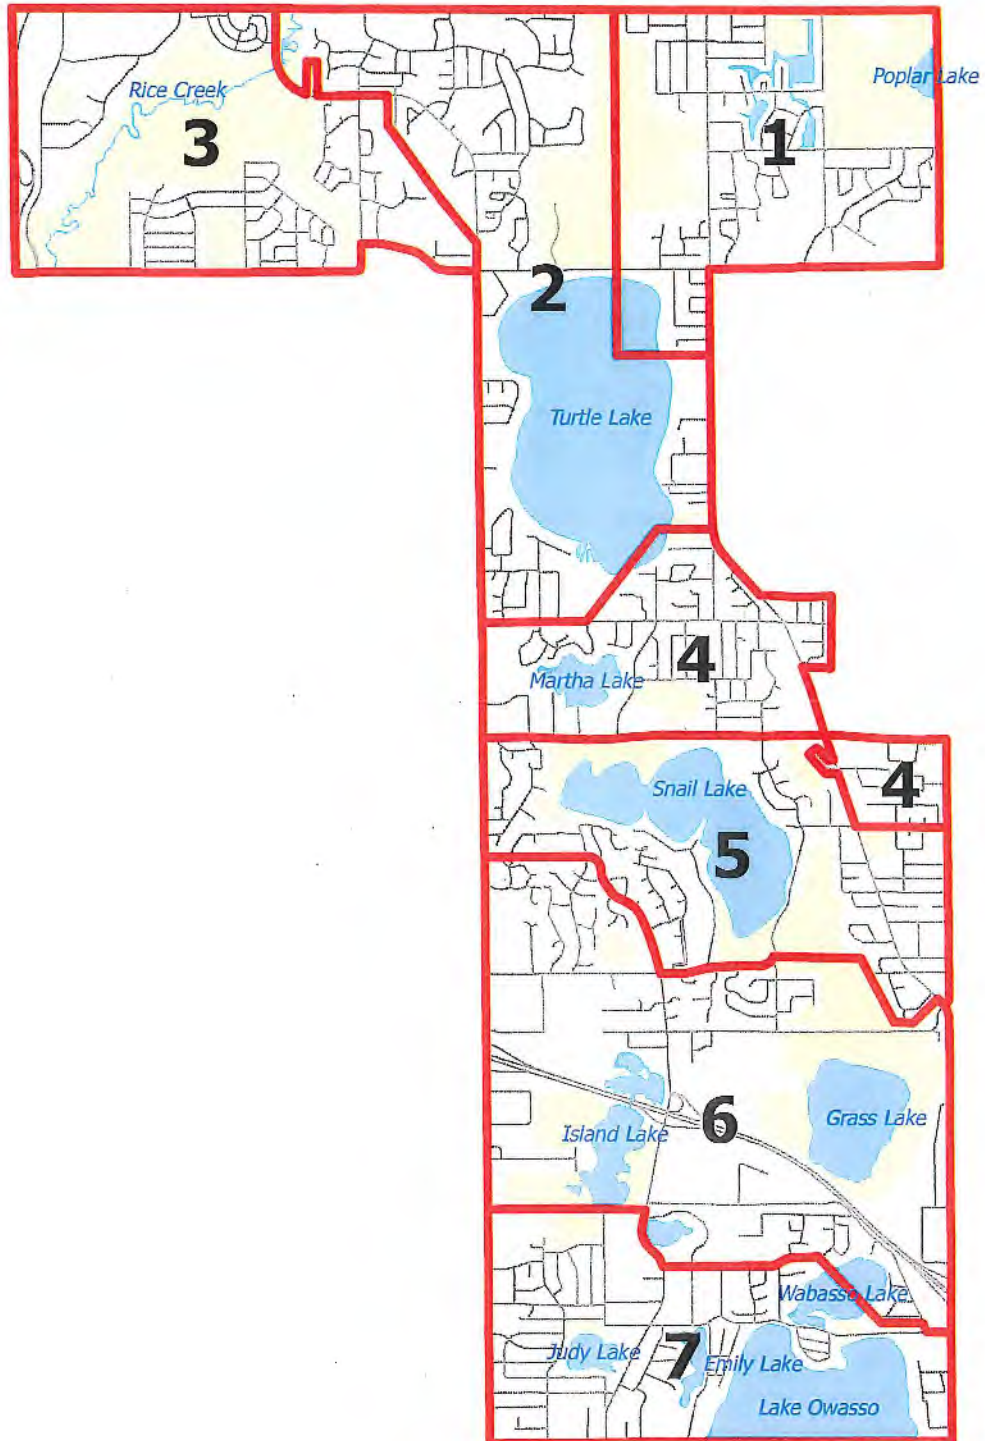 Rice Creek
3
Poplar Lake
1
2
Turtle Lake
4
Martha Lake
Snail Lake
4
5
6
Grass Lake
Island Lake
Wabasso Lake
Judy Lake
7
Emily Lake
Lake Owasso